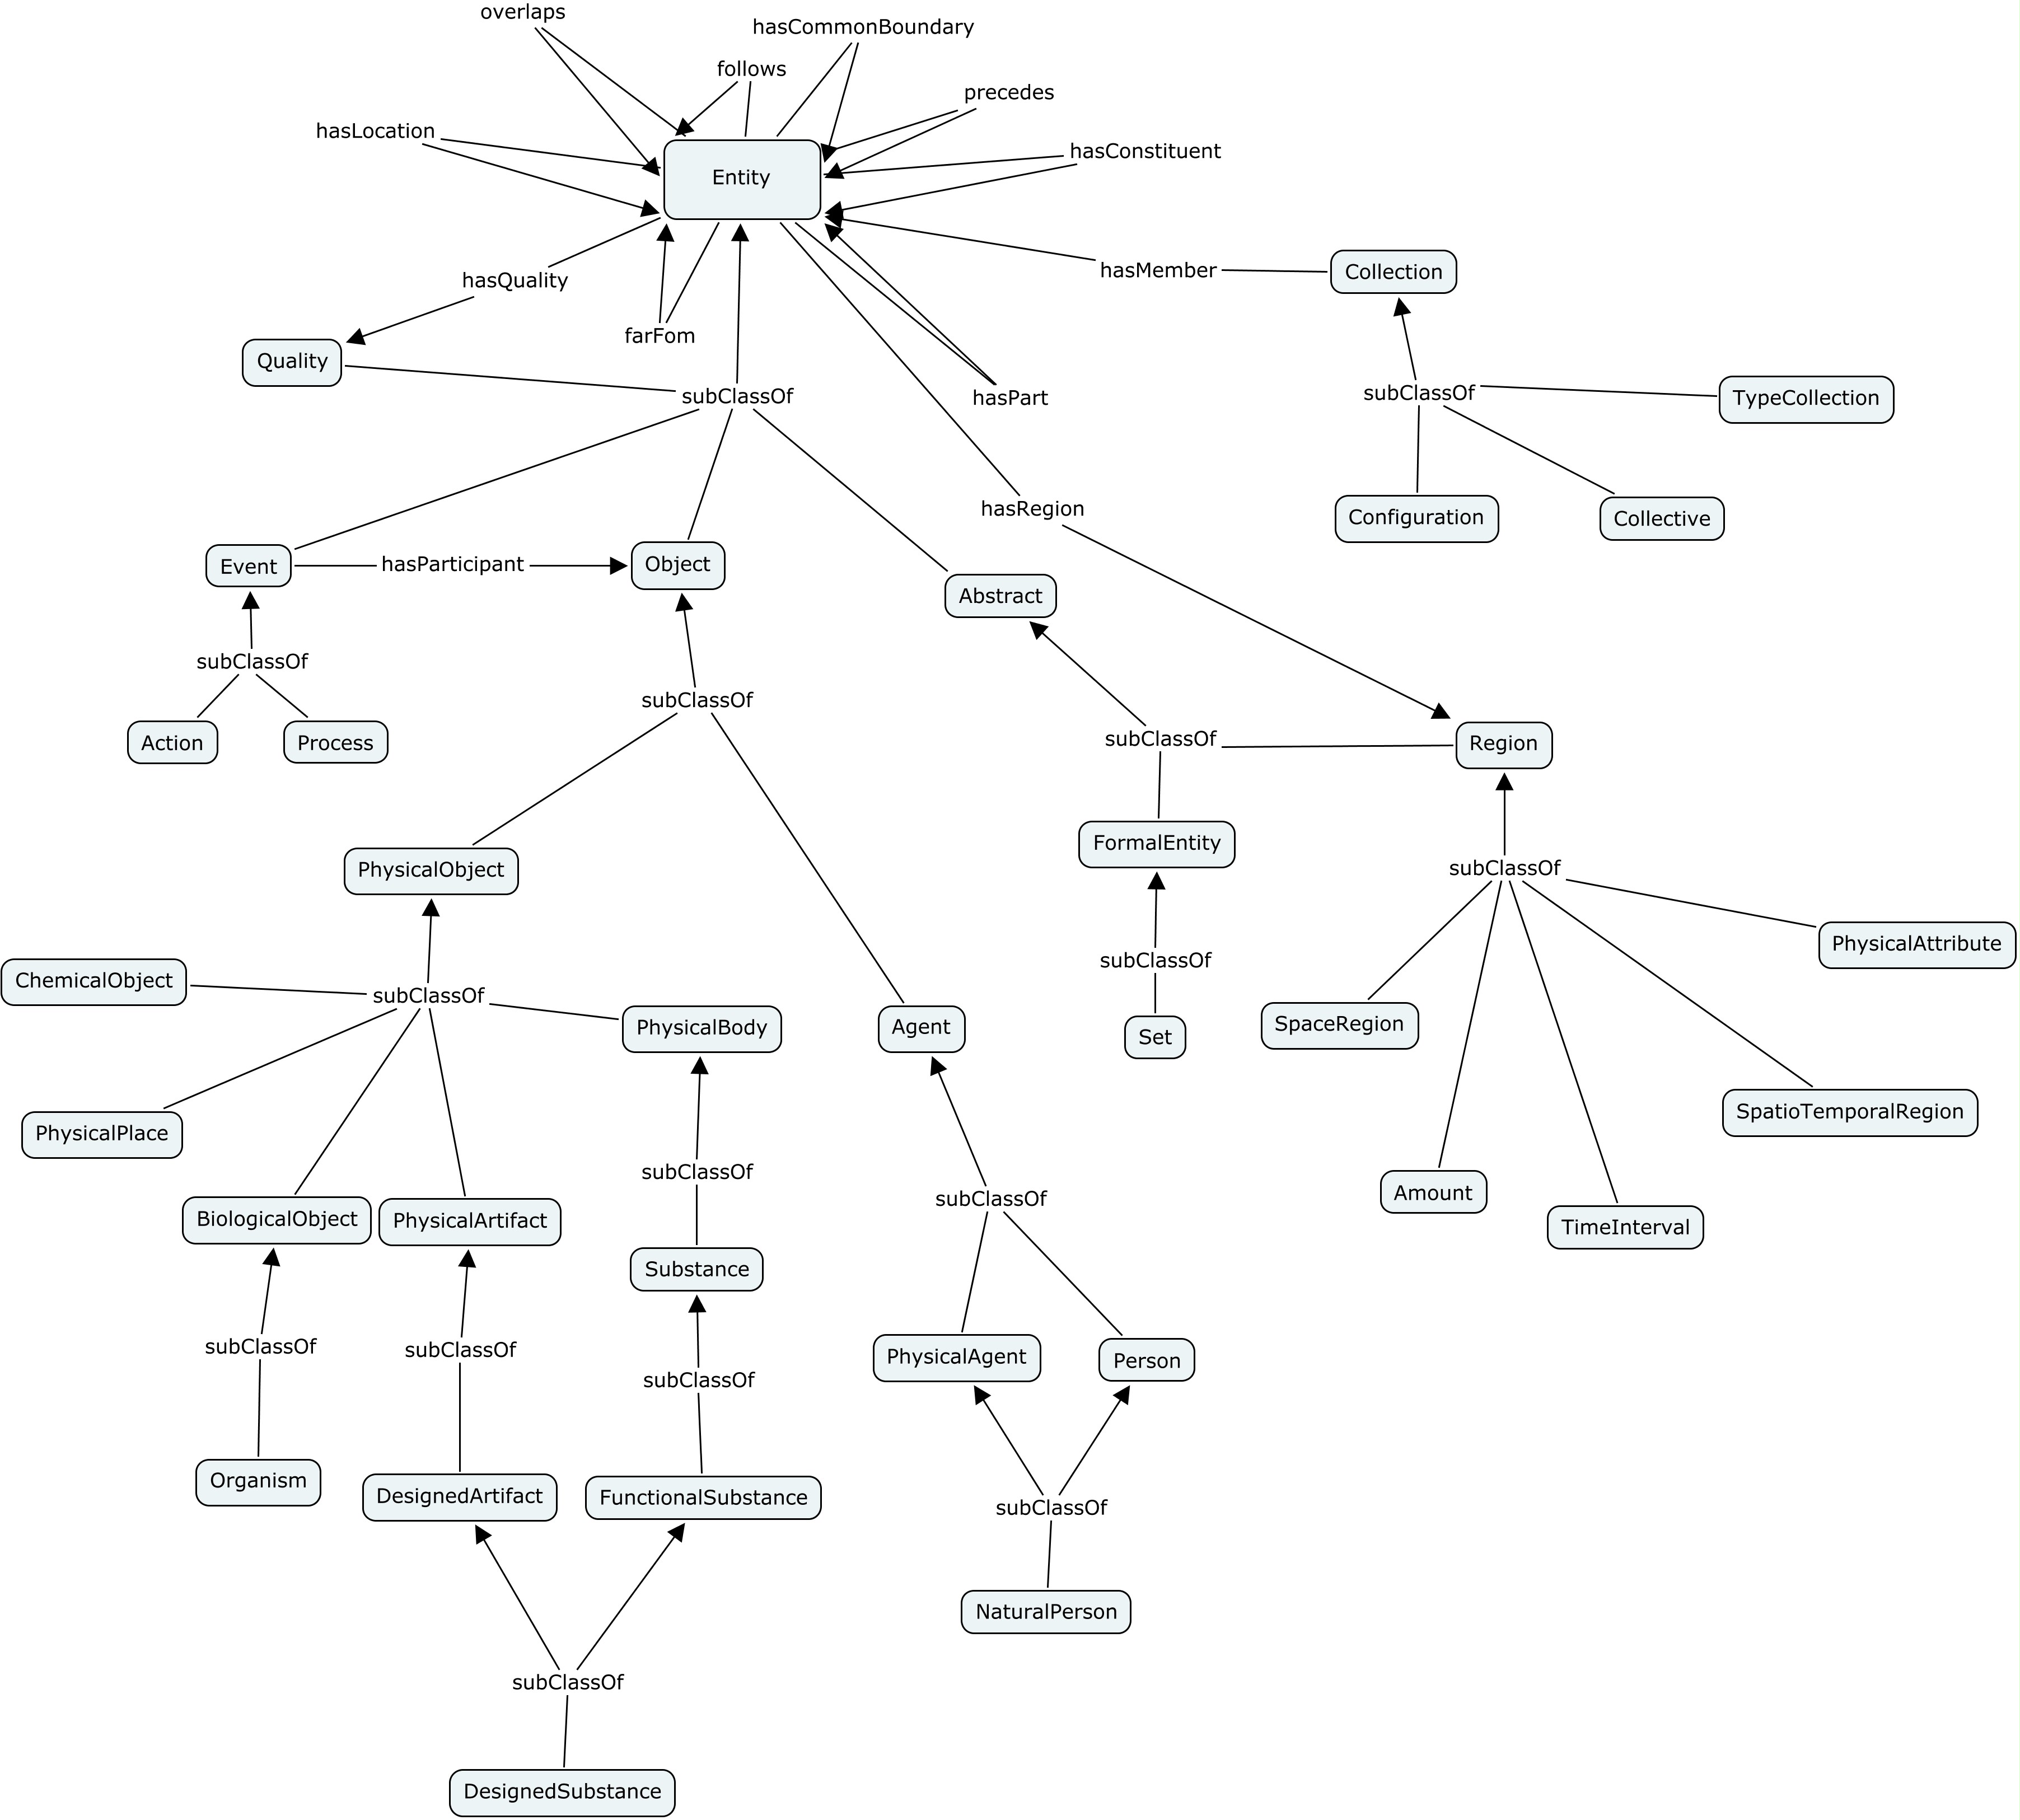 overlaps
hasCommonBoundary
follows
precedes
hasLocation
hasConstituent
Entity
hasMember
Collection
hasQuality
farFom
Quality
subClassOf
hasPart
subClassOf
TypeCollection
hasRegion
Configuration
Collective
Event
hasParticipant
Object
Abstract
subClassOf
subClassOf
Action
Process
subClassOf
Region
FormalEntity
PhysicalObject
subClassOf
PhysicalAttribute
subClassOf
ChemicalObject
subClassOf
PhysicalBody
Agent
Set
SpaceRegion
SpatioTemporalRegion
PhysicalPlace
subClassOf
subClassOf
Amount
BiologicalObject
PhysicalArtifact
TimeInterval
Substance
subClassOf
subClassOf
PhysicalAgent
Person
subClassOf
Organism
DesignedArtifact
FunctionalSubstance
subClassOf
NaturalPerson
subClassOf
DesignedSubstance